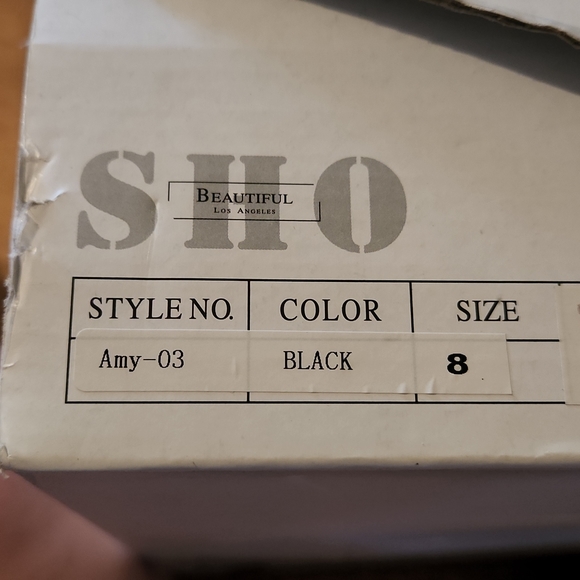 SHO
BEAUTIFUL
LOS ANGELES
STYLE NO. COLOR SIZE
Amy-03 BLACK 8